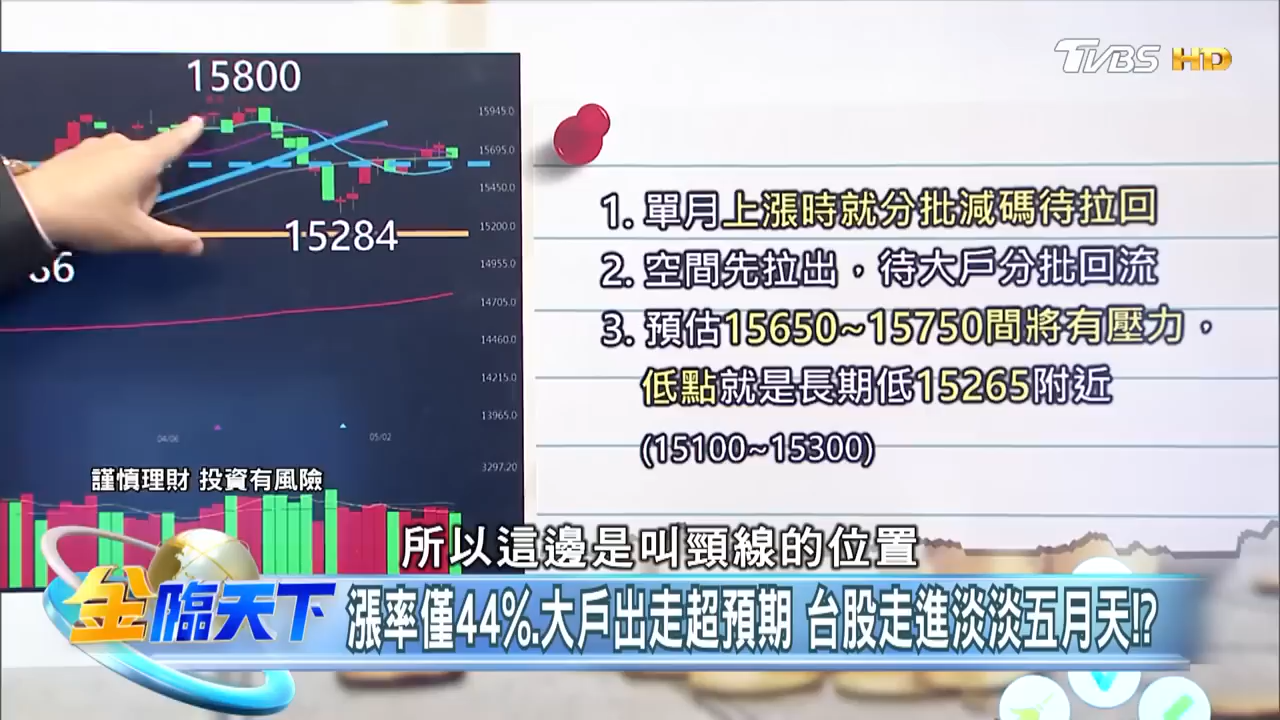 TVBS HD
15800
15945.0
15695.0
15450.0
15284
15200.0
66
14955.0
14705.0
14460.0
14215.0
13965.0
04/06
05/02
3297.20
1. 單月上漲時就分批減碼待拉回
2. 空間先拉出，待大戶分批回流
3. 預估15650~15750間將有壓力，
低點就是長期低15265附近
(15100~15300)
謹慎理財 投資有風險
所以這邊是叫頸線的位置
金臨天下
漲率僅44%.大戶出走超預期 台股走進淡淡五月天!?